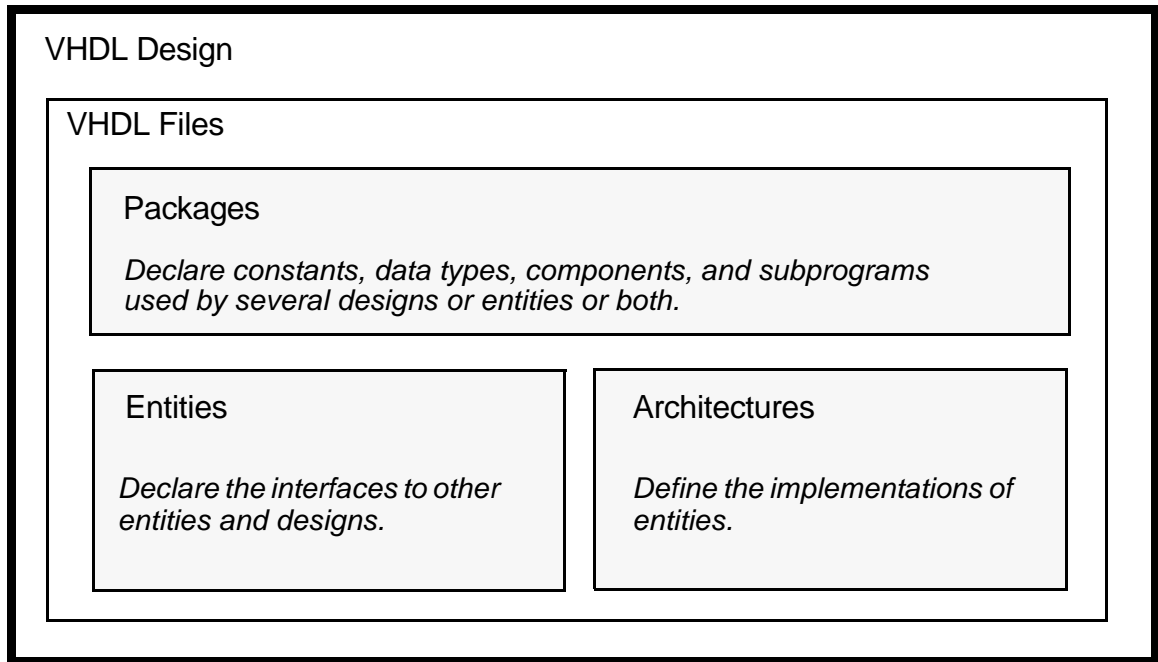 VHDL Design
VHDL Files
Packages
Declare constants, data types, components, and subprograms
used by several designs or entities or both.
Entities
Declare the interfaces to other
entities and designs.
Architectures
Define the implementations of
entities.